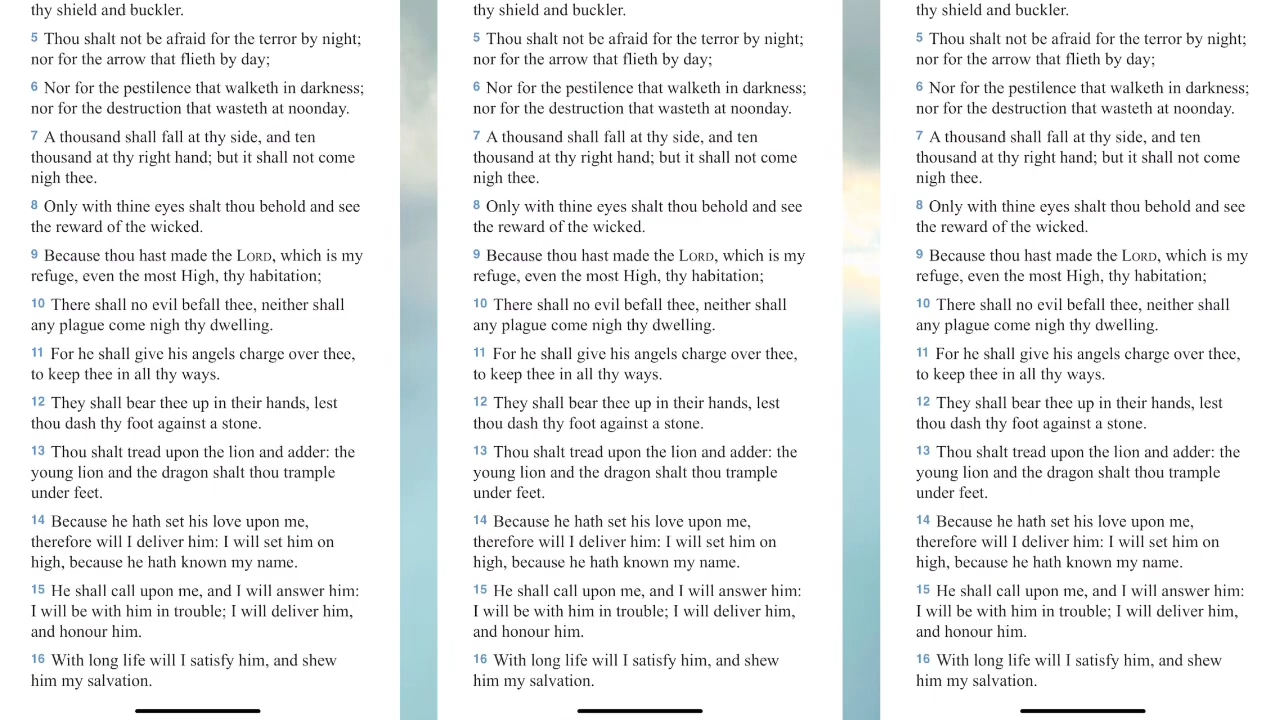 thy shield and buckler.
5 Thou shalt not be afraid for the terror by night;
nor for the arrow that flieth by day;
6 Nor for the pestilence that walketh in darkness;
nor for the destruction that wasteth at noonday.
7 A thousand shall fall at thy side, and ten
thousand at thy right hand; but it shall not come
nigh thee.
8 Only with thine eyes shalt thou behold and see
the reward of the wicked.
9 Because thou hast made the LORD, which is my
refuge, even the most High, thy habitation;
10 There shall no evil befall thee, neither shall
any plague come nigh thy dwelling.
11 For he shall give his angels charge over thee,
to keep thee in all thy ways.
12 They shall bear thee up in their hands, lest
thou dash thy foot against a stone.
13 Thou shalt tread upon the lion and adder: the
young lion and the dragon shalt thou trample
under feet.
14 Because he hath set his love upon me,
therefore will I deliver him: I will set him on
high, because he hath known my name.
15 He shall call upon me, and I will answer him:
I will be with him in trouble; I will deliver him,
and honour him.
16 With long life will I satisfy him, and shew
him my salvation.
thy shield and buckler.
5 Thou shalt not be afraid for the terror by night;
nor for the arrow that flieth by day;
6 Nor for the pestilence that walketh in darkness;
nor for the destruction that wasteth at noonday.
7 A thousand shall fall at thy side, and ten
thousand at thy right hand; but it shall not come
nigh thee.
8 Only with thine eyes shalt thou behold and see
the reward of the wicked.
9 Because thou hast made the LORD, which is my
refuge, even the most High, thy habitation;
10 There shall no evil befall thee, neither shall
any plague come nigh thy dwelling.
11 For he shall give his angels charge over thee,
to keep thee in all thy ways.
12 They shall bear thee up in their hands, lest
thou dash thy foot against a stone.
13 Thou shalt tread upon the lion and adder: the
young lion and the dragon shalt thou trample
under feet.
14 Because he hath set his love upon me,
therefore will I deliver him: I will set him on
high, because he hath known my name.
15 He shall call upon me, and I will answer him:
I will be with him in trouble; I will deliver him,
and honour him.
16 With long life will I satisfy him, and shew
him my salvation.
thy shield and buckler.
5 Thou shalt not be afraid for the terror by night;
nor for the arrow that flieth by day;
6 Nor for the pestilence that walketh in darkness;
nor for the destruction that wasteth at noonday.
7 A thousand shall fall at thy side, and ten
thousand at thy right hand; but it shall not come
nigh thee.
8 Only with thine eyes shalt thou behold and see
the reward of the wicked.
9 Because thou hast made the LORD, which is my
refuge, even the most High, thy habitation;
10 There shall no evil befall thee, neither shall
any plague come nigh thy dwelling.
11 For he shall give his angels charge over thee,
to keep thee in all thy ways.
12 They shall bear thee up in their hands, lest
thou dash thy foot against a stone.
13 Thou shalt tread upon the lion and adder: the
young lion and the dragon shalt thou trample
under feet.
14 Because he hath set his love upon me,
therefore will I deliver him: I will set him on
high, because he hath known my name.
15 He shall call upon me, and I will answer him:
I will be with him in trouble; I will deliver him,
and honour him.
16 With long life will I satisfy him, and shew
him my salvation.